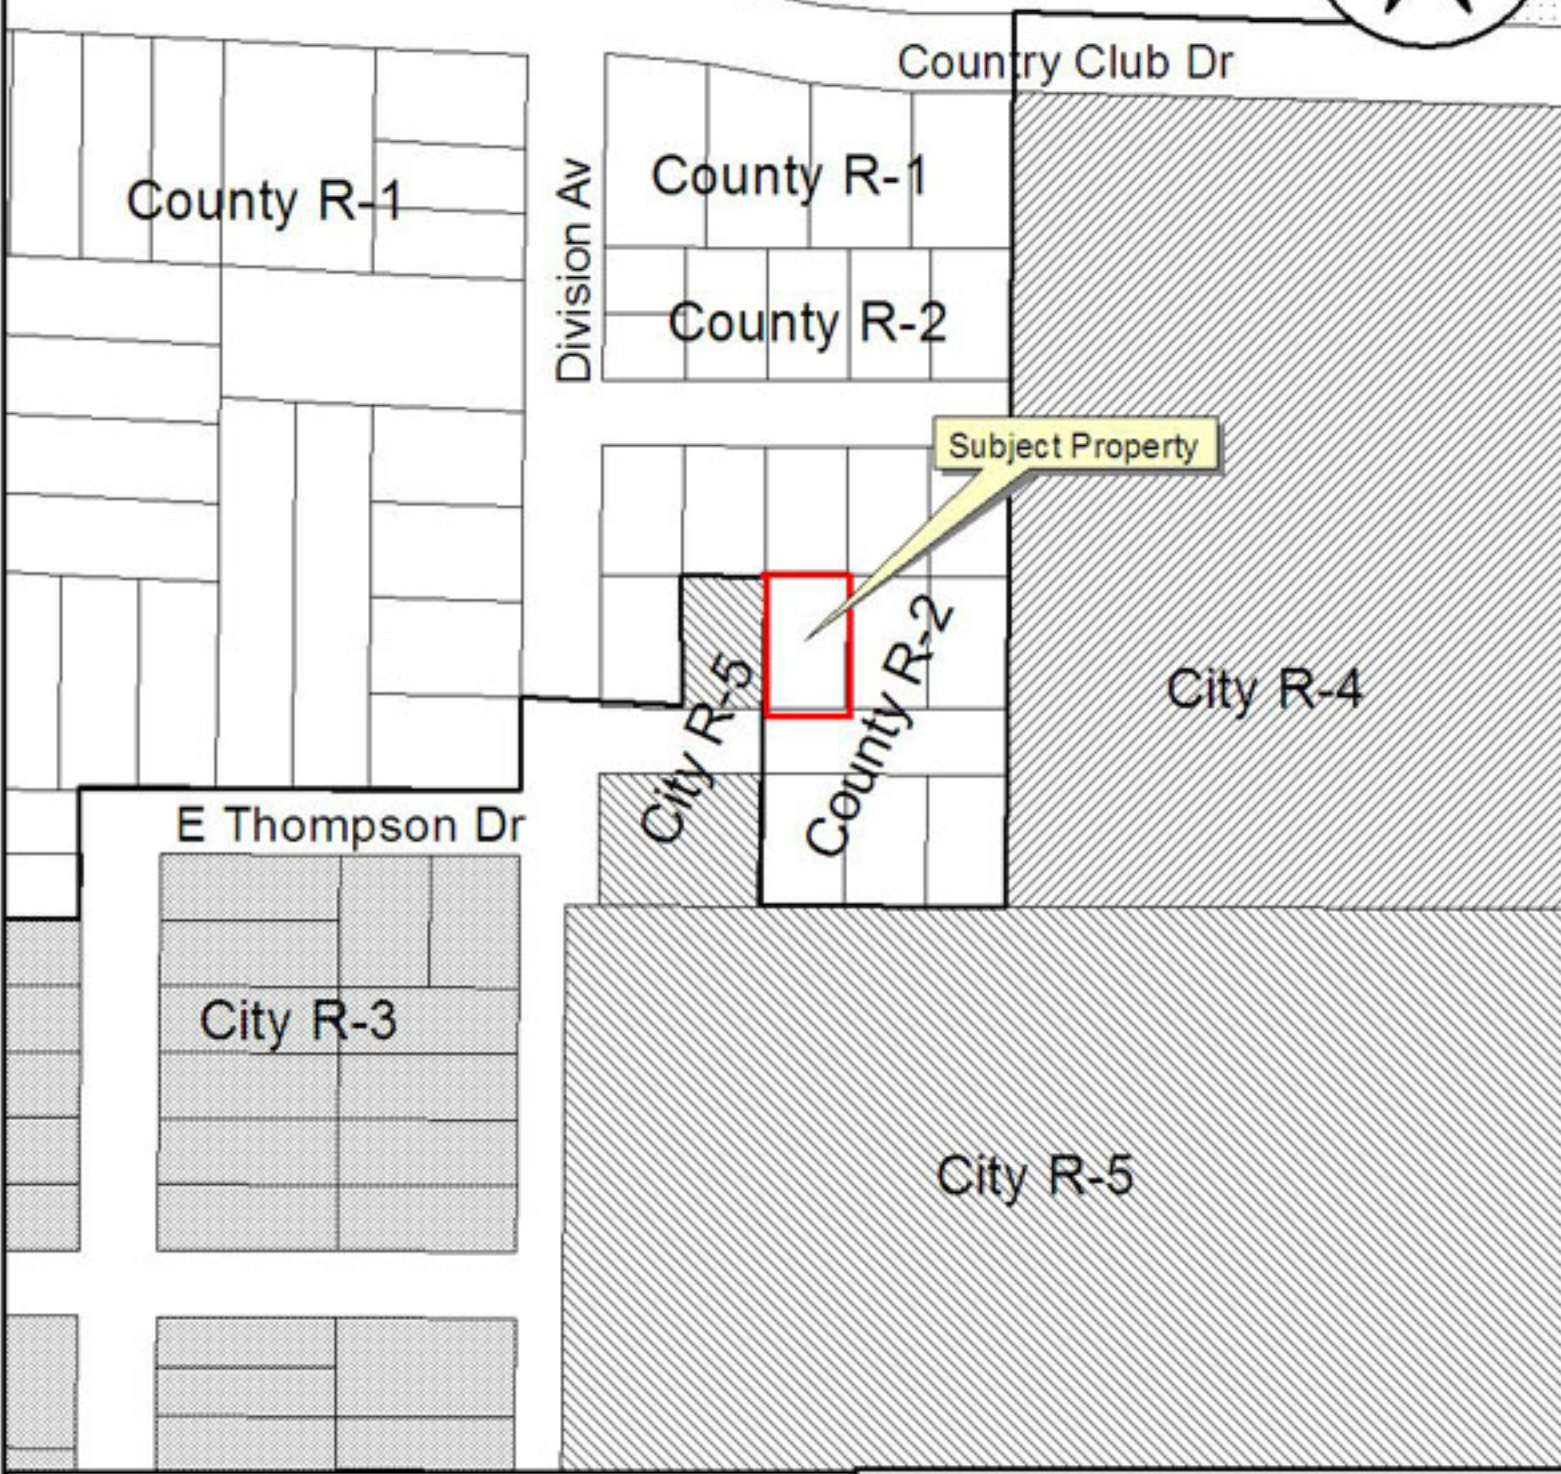 Country Club Dr
County R-1
County R-1
Division Av
County R-2
Subject Property
City R-5
County R-2
City R-4
E Thompson Dr
City R-3
City R-5